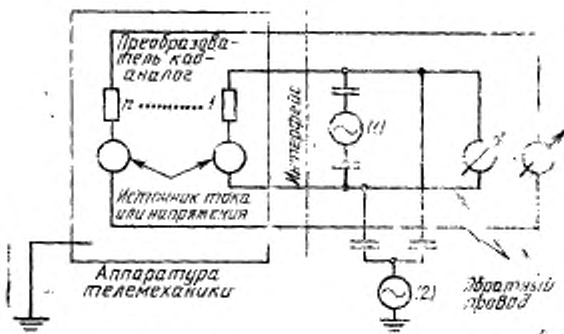 Преобразова-
тель код-
аналог
n 1
Интерфейс
(1)
Источник тока
или напряжения
Аппаратура
телемеханики
(2)
Обратный
провод